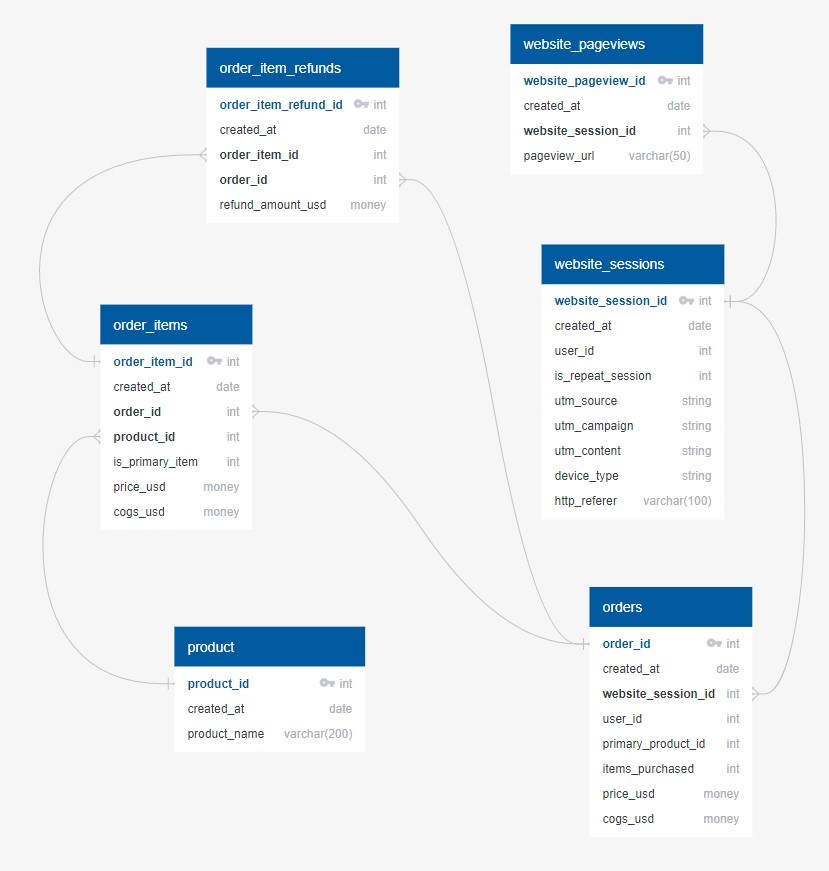 order_item_refunds
order_item_refund_id int
created_at date
order_item_id int
order_id int
refund_amount_usd money
website_pageviews
website_pageview_id int
created_at date
website_session_id int
pageview_url varchar(50)
website_sessions
website_session_id int
created_at date
user_id int
is_repeat_session int
utm_source string
utm_campaign string
utm_content string
device_type string
http_referer varchar(100)
order_items
order_item_id int
created_at date
order_id int
product_id int
is_primary_item int
price_usd money
cogs_usd money
product
product_id int
created_at date
product_name varchar(200)
orders
order_id int
created_at date
website_session_id int
user_id int
primary_product_id int
items_purchased int
price_usd money
cogs_usd money